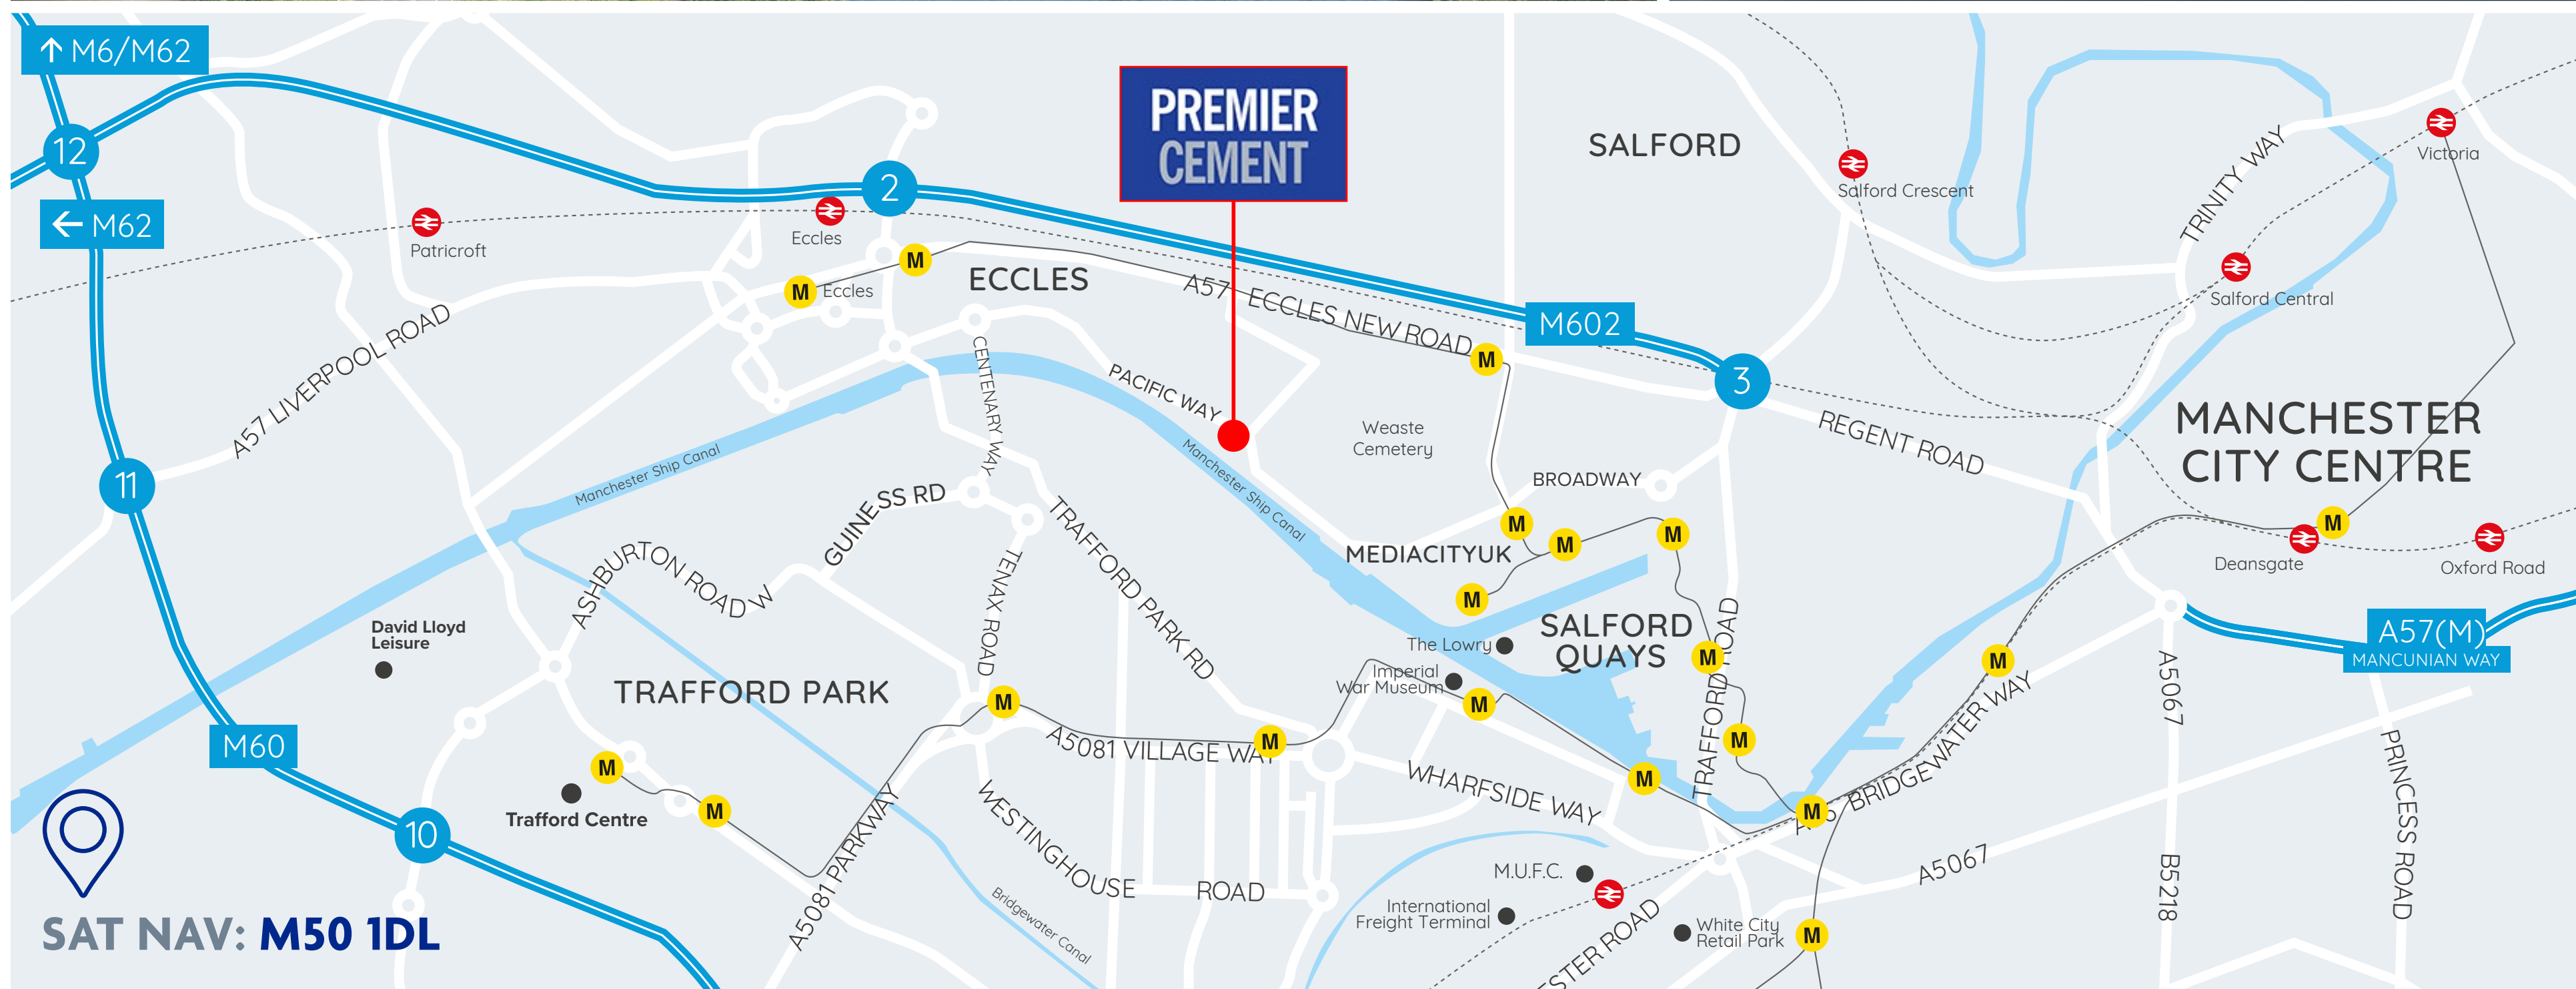 ↑ M6/M62
12
← M62
Patricroft
Eccles
2
M
M
Eccles
ECCLES
PREMIER
CEMENT
SALFORD
Salford Crescent
TRINITY WAY
Victoria
Salford Central
A57 LIVERPOOL ROAD
CENTENARY WAY
A57 ECCLES NEW ROAD
M
M602
3
PACIFIC WAY
Weaste
Cemetery
REGENT ROAD
MANCHESTER
CITY CENTRE
11
Manchester Ship Canal
Manchester Ship Canal
BROADWAY
GUINESS RD
TRAFFORD PARK RD
TENAX ROAD
ASHBURTON ROAD W
MEDIACITYUK
M
M
M
M
M
Deansgate
Oxford Road
David Lloyd
Leisure
The Lowry
SALFORD
QUAYS
M
TRAFFORD ROAD
M
A57(M)
MANCUNIAN WAY
Imperial
War Museum
M
TRAFFORD PARK
M
A5081 VILLAGE WAY
M
M60
M
Trafford Centre
M
WHARFSIDE WAY
M
M
M
BRIDGEWATER WAY
A5067
PRINCESS ROAD
10
A5081 PARKWAY
WESTINGHOUSE ROAD
Bridgewater Canal
M.U.F.C.
International
Freight Terminal
White City
Retail Park
M
A5067
B5218
ESTER ROAD
SAT NAV: M50 1DL